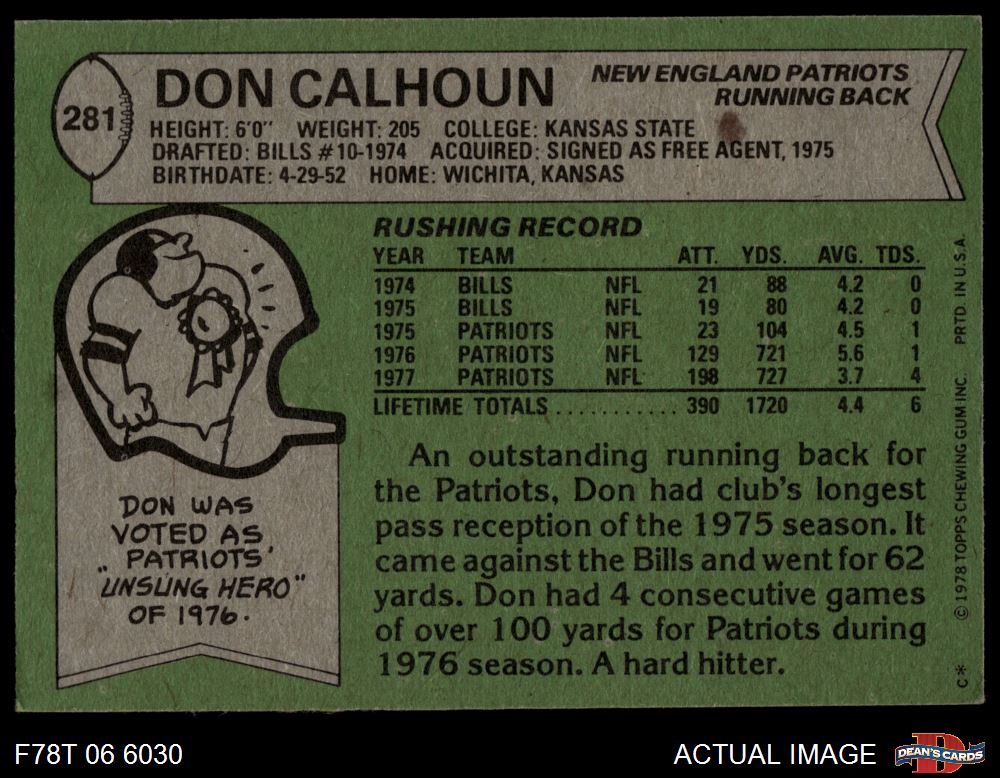 281
DON CALHOUN
NEW ENGLAND PATRIOTS
RUNNING BACK
HEIGHT: 6'0" WEIGHT: 205 COLLEGE: KANSAS STATE
DRAFTED: BILLS #10-1974 ACQUIRED: SIGNED AS FREE AGENT, 1975
BIRTHDATE: 4-29-52 HOME: WICHITA, KANSAS
RUSHING RECORD
YEAR TEAM ATT. YDS. AVG. TDS.
1974 BILLS NFL 21 88 4.2 0
1975 BILLS NFL 19 80 4.2 0
1975 PATRIOTS NFL 23 104 4.5 1
1976 PATRIOTS NFL 129 721 5.6 1
1977 PATRIOTS NFL 198 727 3.7 4
LIFETIME TOTALS ........... 390 1720 4.4 6
An outstanding running back for
the Patriots, Don had club's longest
pass reception of the 1975 season. It
came against the Bills and went for 62
yards. Don had 4 consecutive games
of over 100 yards for Patriots during
1976 season. A hard hitter.
DON WAS
VOTED AS
PATRIOTS'
"UNSUNG HERO"
OF 1976.
C* © 1978 TOPPS CHEWING GUM INC. PRTD. IN U.S.A.
F78T 06 6030
ACTUAL IMAGE
D
DEAN'S CARDS